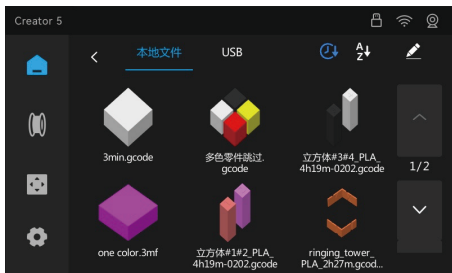 Creator 5
本地文件
USB
A
Z
3min.gcode
多色零件跳过.
gcode
立方体#3#4_PLA_
4h19m-0202.gcode
1/2
one color.3mf
立方体#1#2_PLA_
4h19m-0202.gcode
ringing_tower_
PLA_2h27m.gcod...